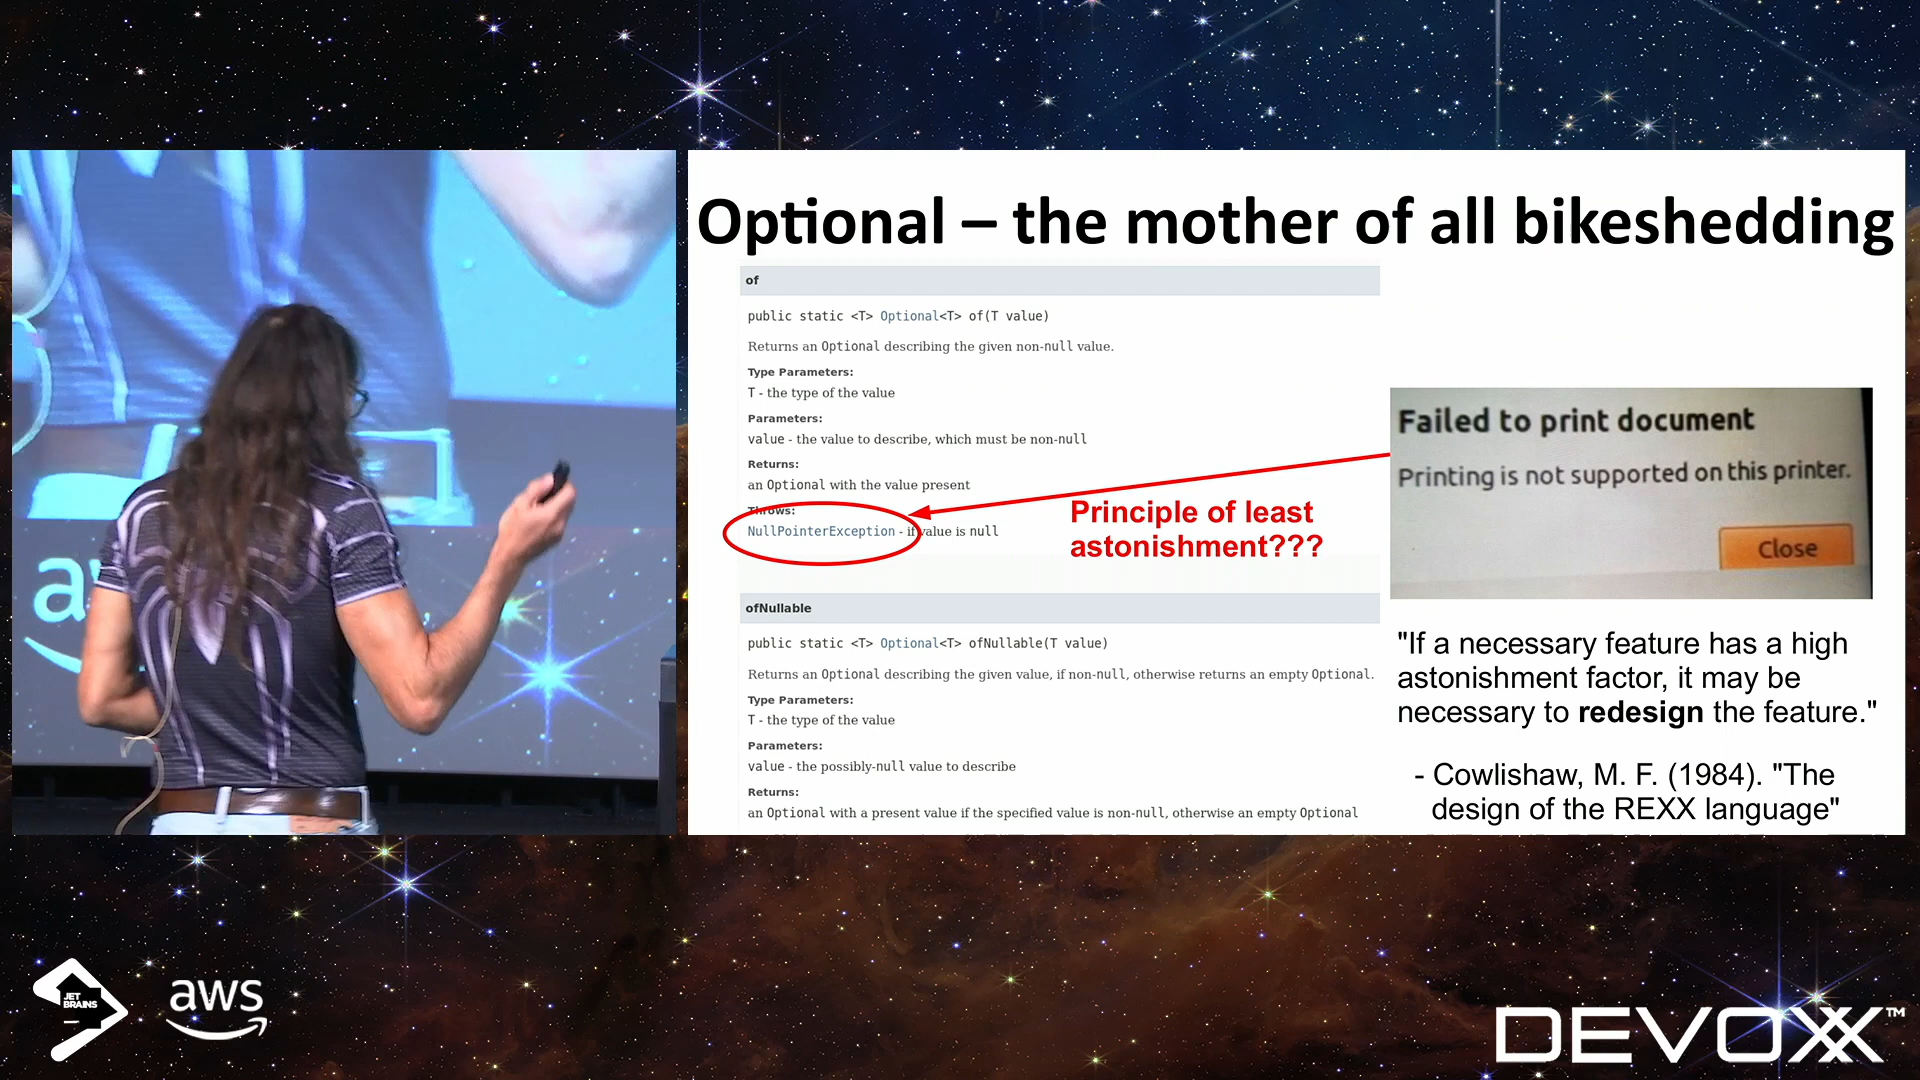 Optional – the mother of all bikeshedding
of
public static <T> Optional<T> of(T value)
Returns an Optional describing the given non-null value.
Type Parameters:
T - the type of the value
Parameters:
value - the value to describe, which must be non-null
Returns:
an Optional with the value present
Throws:
NullPointerException - if value is null
Principle of least
astonishment???
ofNullable
public static <T> Optional<T> ofNullable(T value)
Returns an Optional describing the given value, if non-null, otherwise returns an empty Optional.
Type Parameters:
T - the type of the value
Parameters:
value - the possibly-null value to describe
Returns:
an Optional with a present value if the specified value is non-null, otherwise an empty Optional
Failed to print document
Printing is not supported on this printer.
Close
"If a necessary feature has a high
astonishment factor, it may be
necessary to redesign the feature."
- Cowlishaw, M. F. (1984). "The
design of the REXX language"
JET
BRAINS
aws
DEVOXX™